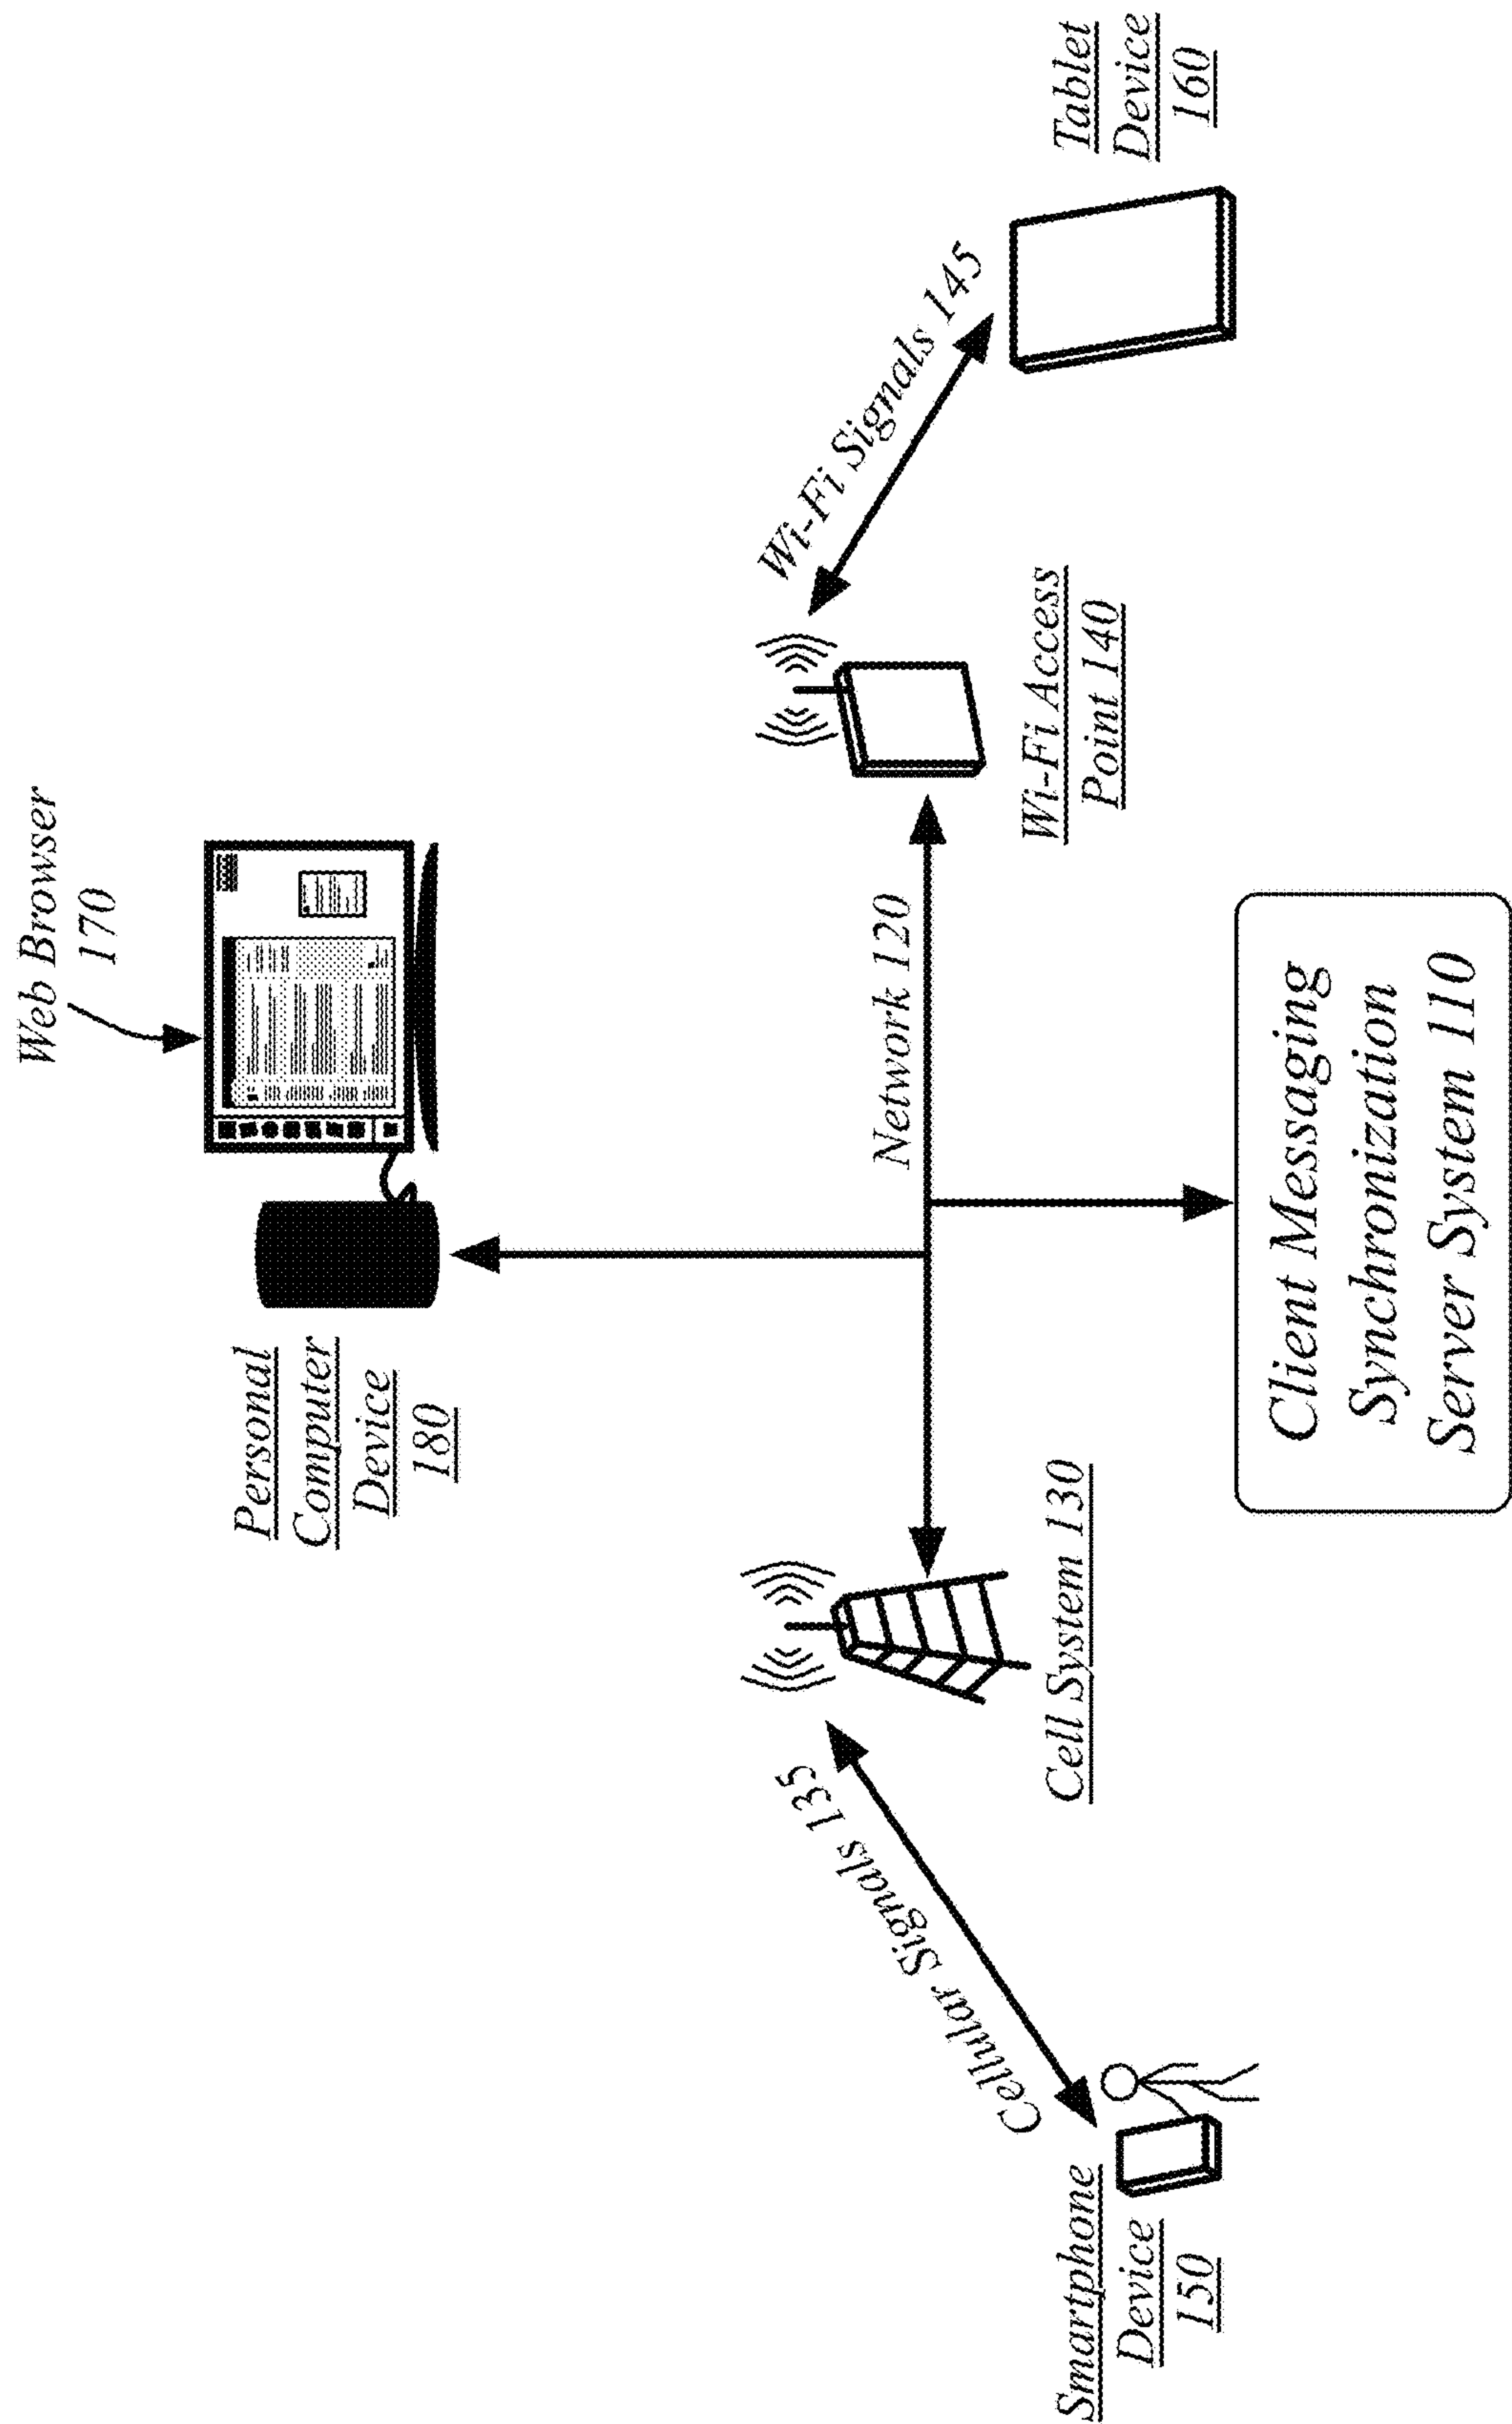 Web Browser
170
Personal
Computer
Device
180
Network 120
Cellular Signals 135
Wi-Fi Signals 145
Smartphone
Device
150
Cell System 130
Wi-Fi Access
Point 140
Tablet
Device
160
Client Messaging
Synchronization
Server System 110